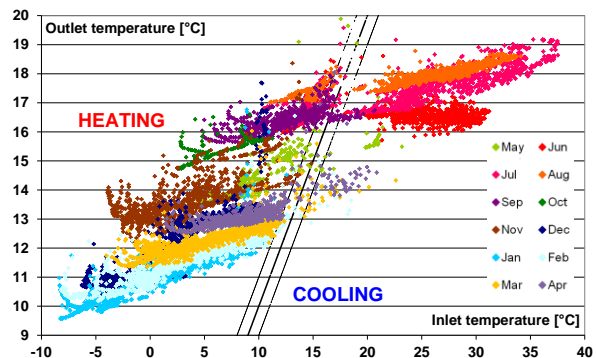 20
Outlet temperature [°C]
19
18
17
16
15
14
13
12
11
10
9
HEATING
COOLING
May Jun
Jul Aug
Sep Oct
Nov Dec
Jan Feb
Mar Apr
Inlet temperature [°C]
-10 -5 0 5 10 15 20 25 30 35 40